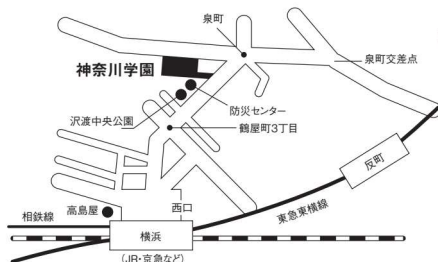 泉町
神奈川学園
泉町交差点
防災センター
沢渡中央公園
鶴屋町3丁目
反町
高島屋
西口
東急東横線
相鉄線
横浜
(JR・京急など)